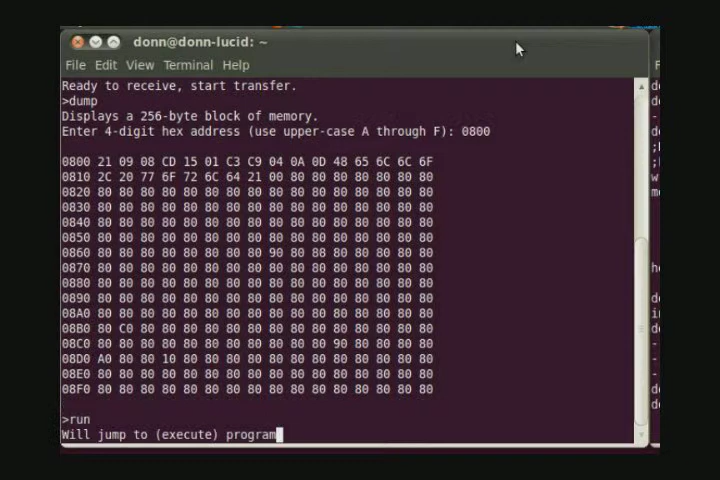 donn@donn-lucid: ~
File Edit View Terminal Help
Ready to receive, start transfer.
>dump
Displays a 256-byte block of memory.
Enter 4-digit hex address (use upper-case A through F): 0800
0800 21 09 08 CD 15 01 C3 C9 04 0A 0D 48 65 6C 6C 6F
0810 2C 20 77 6F 72 6C 64 21 00 80 80 80 80 80 80 80
0820 80 80 80 80 80 80 80 80 80 80 80 80 80 80 80 80
0830 80 80 80 80 80 80 80 80 80 80 80 80 80 80 80 80
0840 80 80 80 80 80 80 80 80 80 80 80 80 80 80 80 80
0850 80 80 80 80 80 80 80 80 80 80 80 80 80 80 80 80
0860 80 80 80 80 80 80 80 80 90 80 80 80 80 80 80 80
0870 80 80 80 80 80 80 80 80 80 80 80 80 80 80 80 80
0880 80 80 80 80 80 80 80 80 80 80 80 80 80 80 80 80
0890 80 80 80 80 80 80 80 80 80 80 80 80 80 80 80 80
08A0 80 80 80 80 80 80 80 80 80 80 80 80 80 80 80 80
08B0 80 C0 80 80 80 80 80 80 80 80 80 80 80 80 80 80
08C0 80 80 80 80 80 80 80 80 80 80 80 90 80 80 80 80
08D0 A0 80 80 10 80 80 80 80 80 80 80 80 80 80 80 80
08E0 80 80 80 80 80 80 80 80 80 80 80 80 80 80 80 80
08F0 80 80 80 80 80 80 80 80 80 80 80 80 80 80 80 80
>run
Will jump to (execute) program